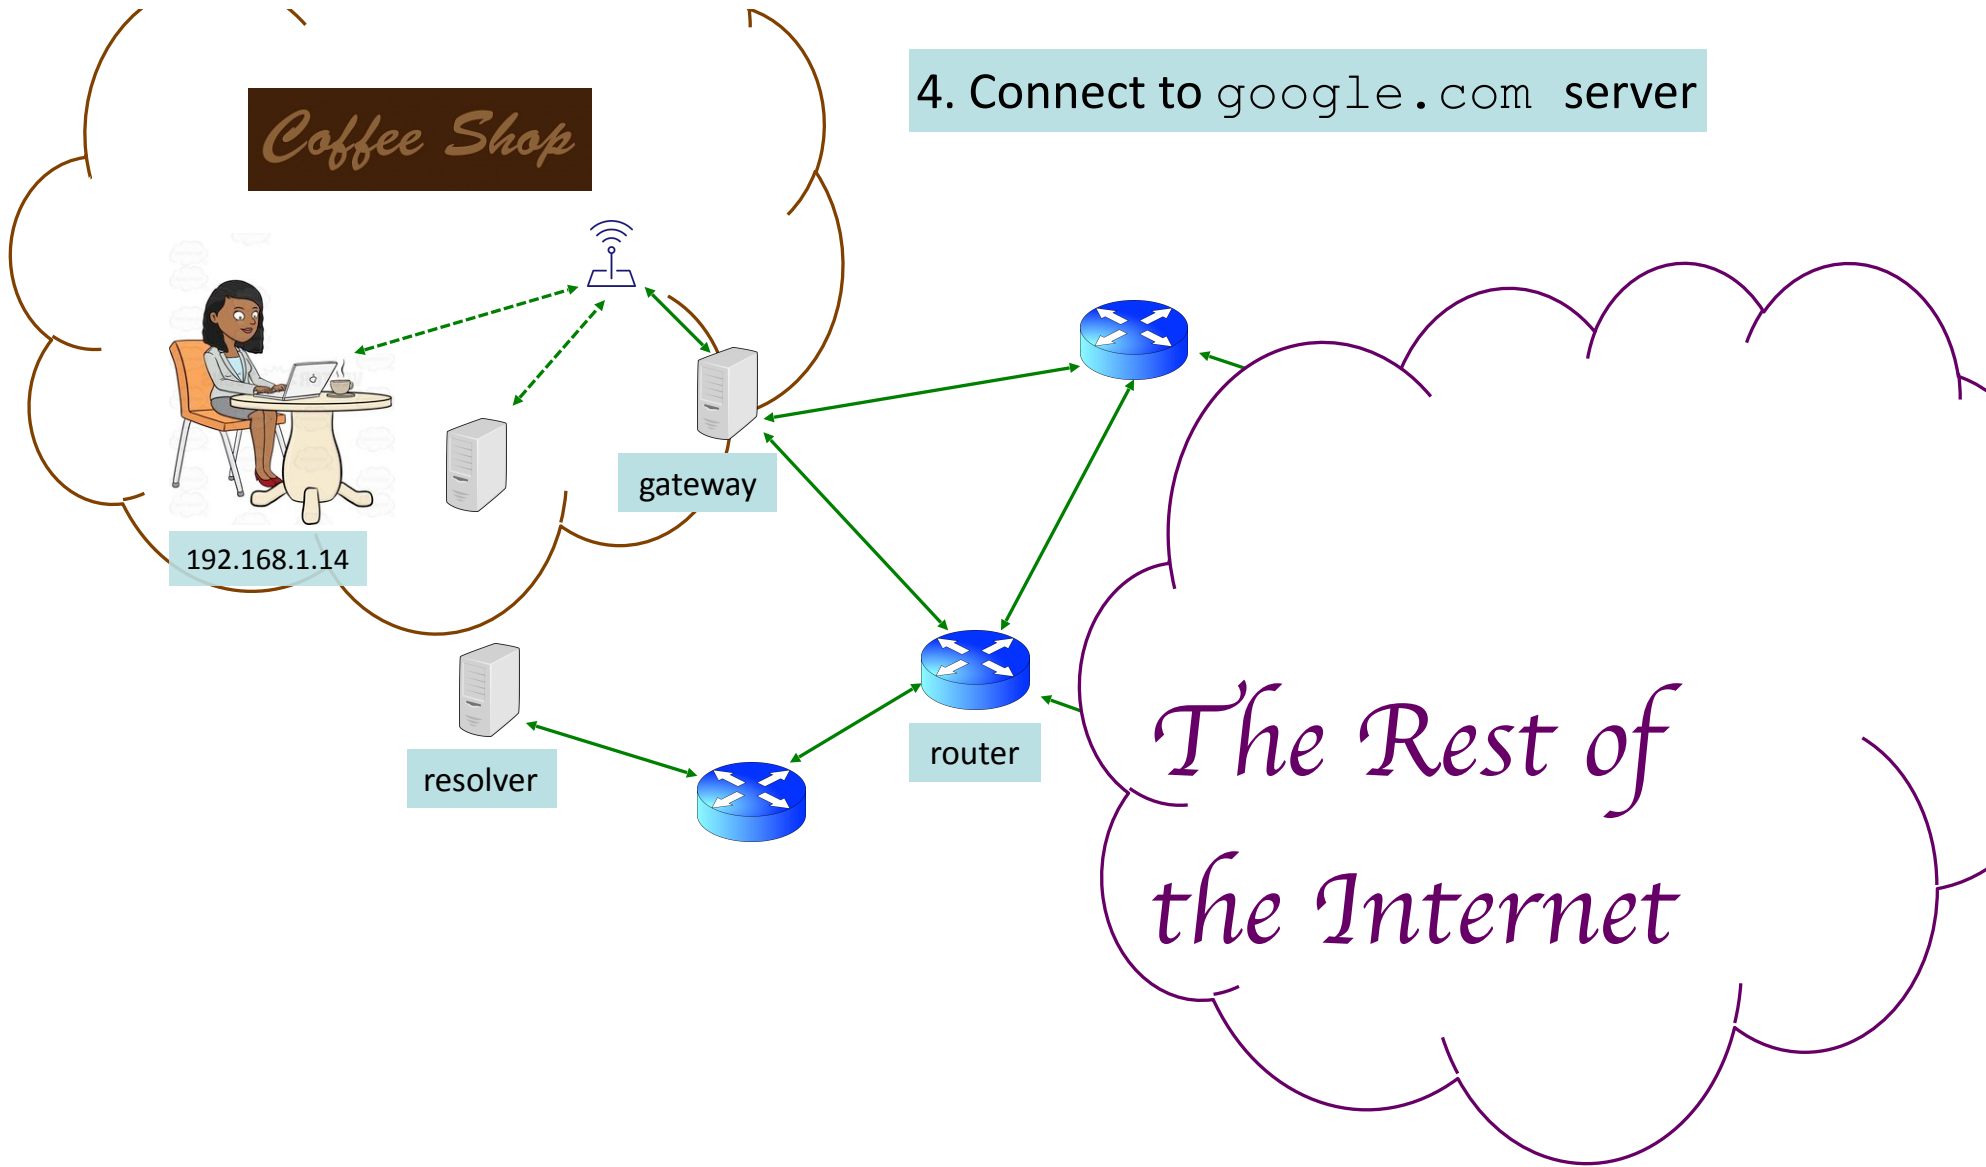 4. Connect to google.com server
Coffee Shop
gateway
192.168.1.14
router
resolver
The Rest of
the Internet